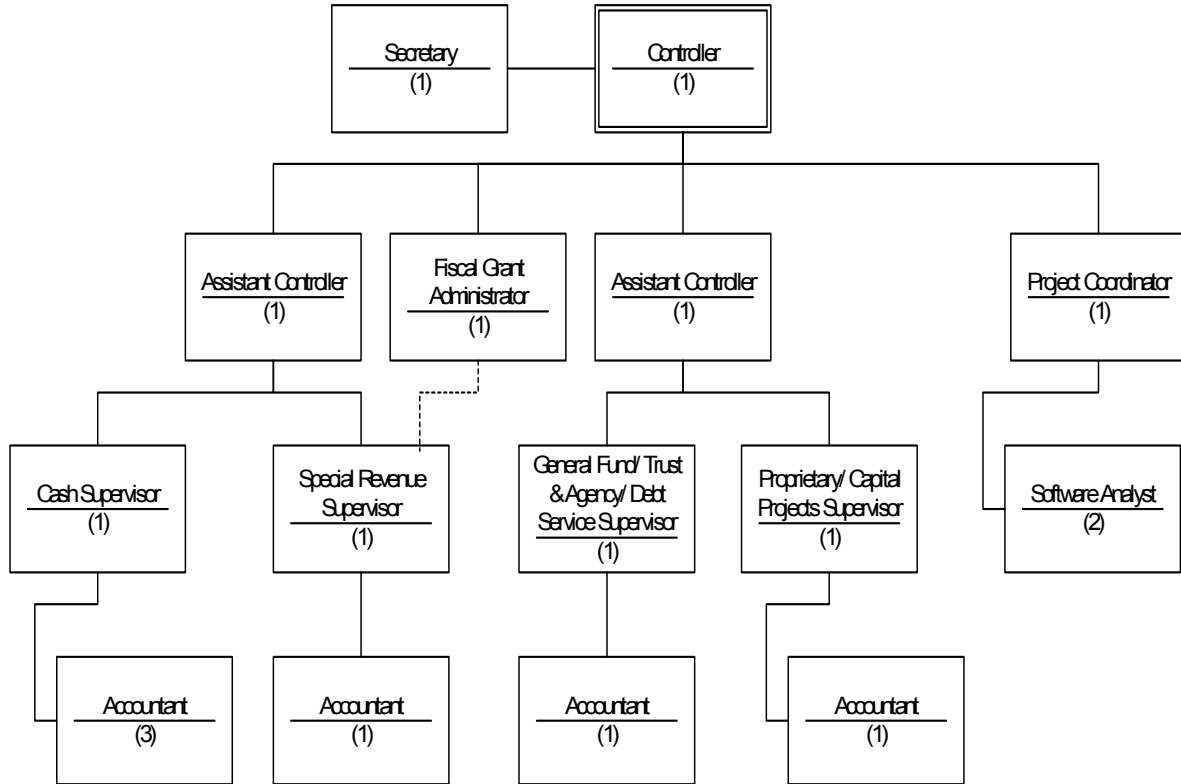 Secretary
(1)
Controller
(1)
Assistant Controller
(1)
Fiscal Grant
Administrator
(1)
Assistant Controller
(1)
Project Coordinator
(1)
Cash Supervisor
(1)
Special Revenue
Supervisor
(1)
General Fund/ Trust
& Agency/ Debt
Service Supervisor
(1)
Proprietary/ Capital
Projects Supervisor
(1)
Software Analyst
(2)
Accountant
(3)
Accountant
(1)
Accountant
(1)
Accountant
(1)